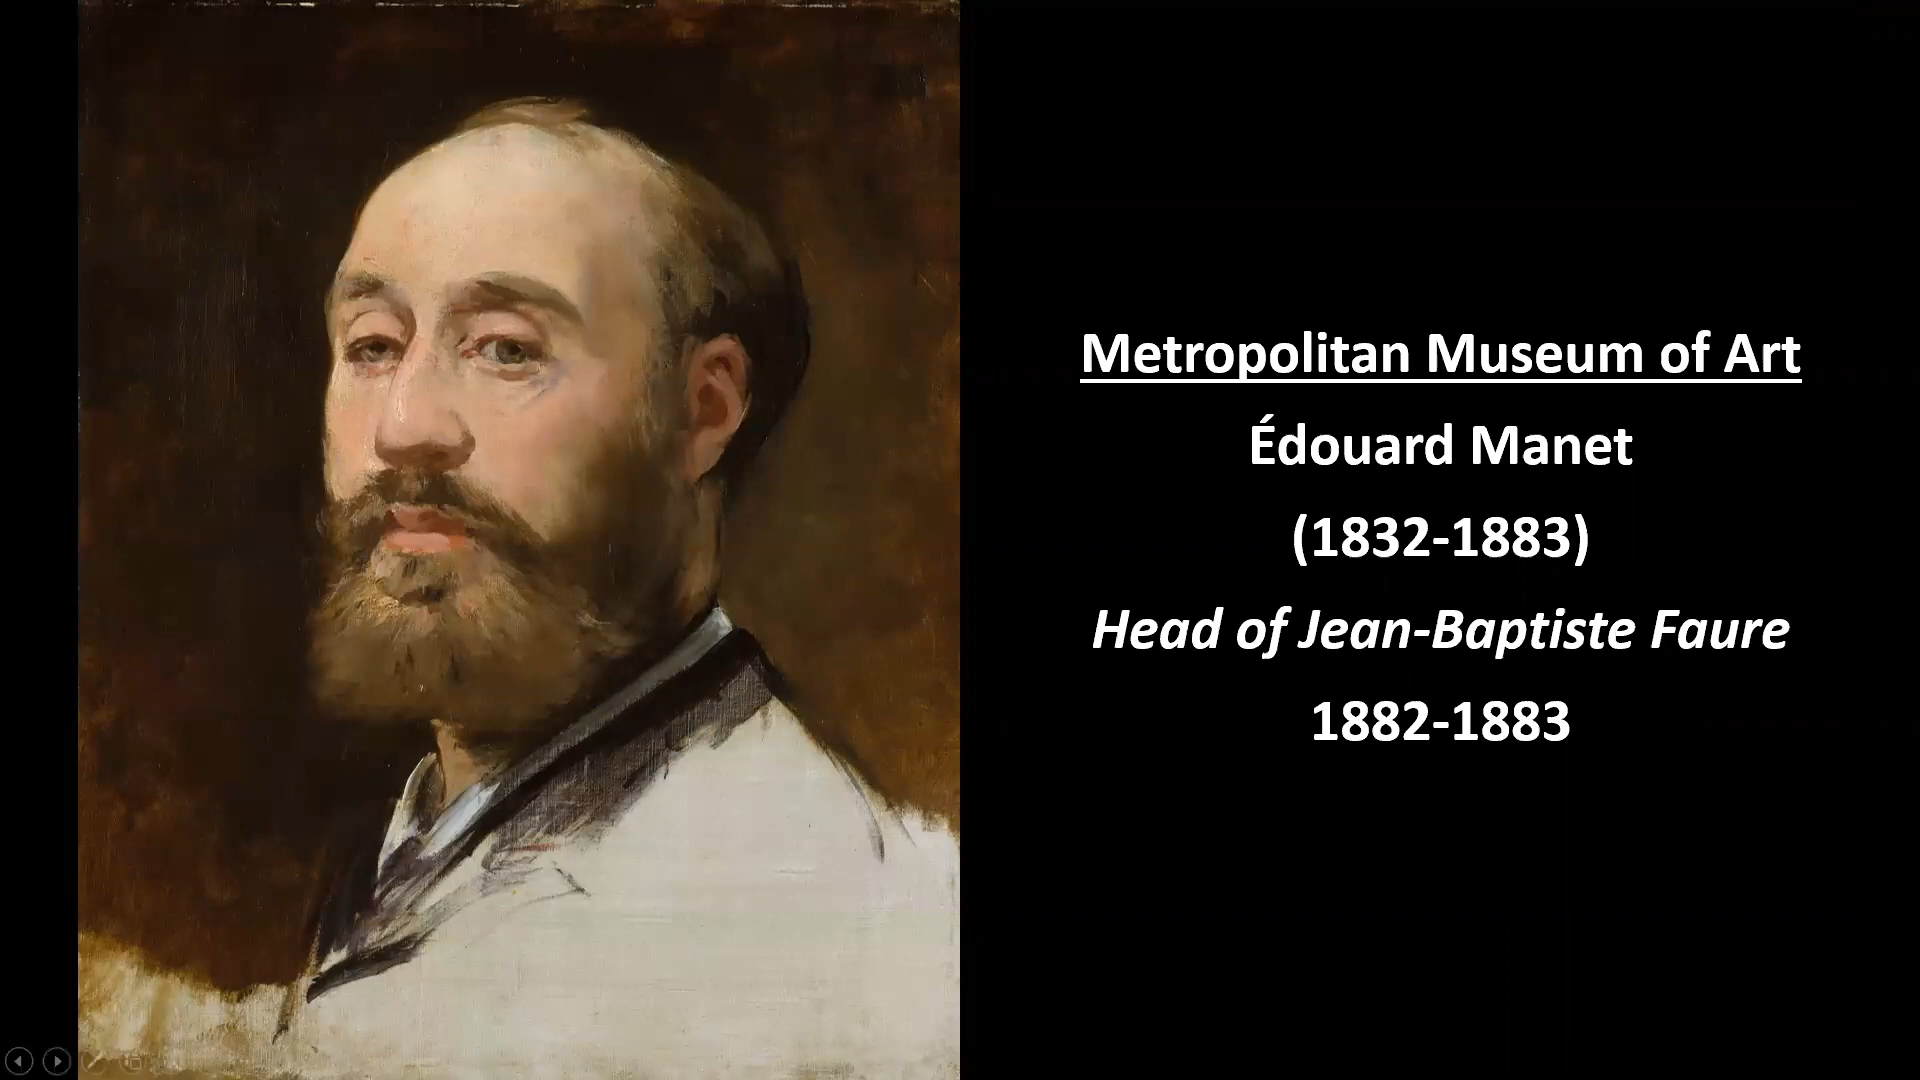 Metropolitan Museum of Art
Édouard Manet
(1832-1883)
Head of Jean-Baptiste Faure
1882-1883